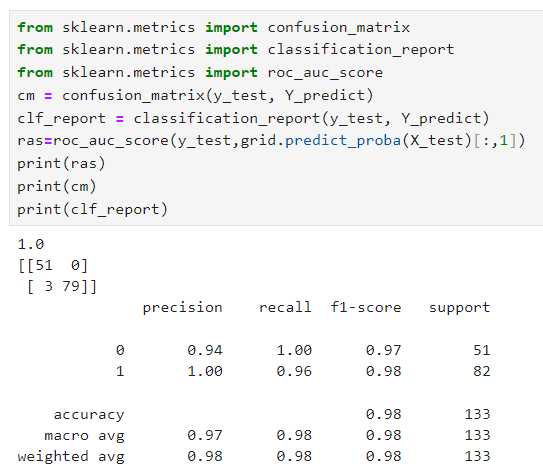 from sklearn.metrics import confusion_matrix
from sklearn.metrics import classification_report
from sklearn.metrics import roc_auc_score
cm = confusion_matrix(y_test, Y_predict)
clf_report = classification_report(y_test, Y_predict)
ras=roc_auc_score(y_test,grid.predict_proba(X_test)[:,1])
print(ras)
print(cm)
print(clf_report)
1.0
[[51  0]
 [ 3 79]]
              precision    recall  f1-score   support
           0       0.94      1.00      0.97        51
           1       1.00      0.96      0.98        82
    accuracy                           0.98       133
   macro avg       0.97      0.98      0.98       133
weighted avg       0.98      0.98      0.98       133